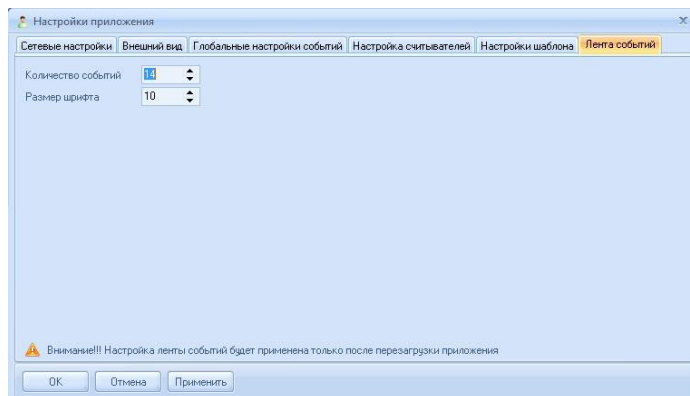 Настройки приложения
Сетевые настройки Внешний вид Глобальные настройки событий Настройка считывателей Настройки шаблона Лента событий
Количество событий 14
Размер шрифта 10
Внимание!!! Настройка ленты событий будет применена только после перезагрузки приложения
OK Отмена Применить